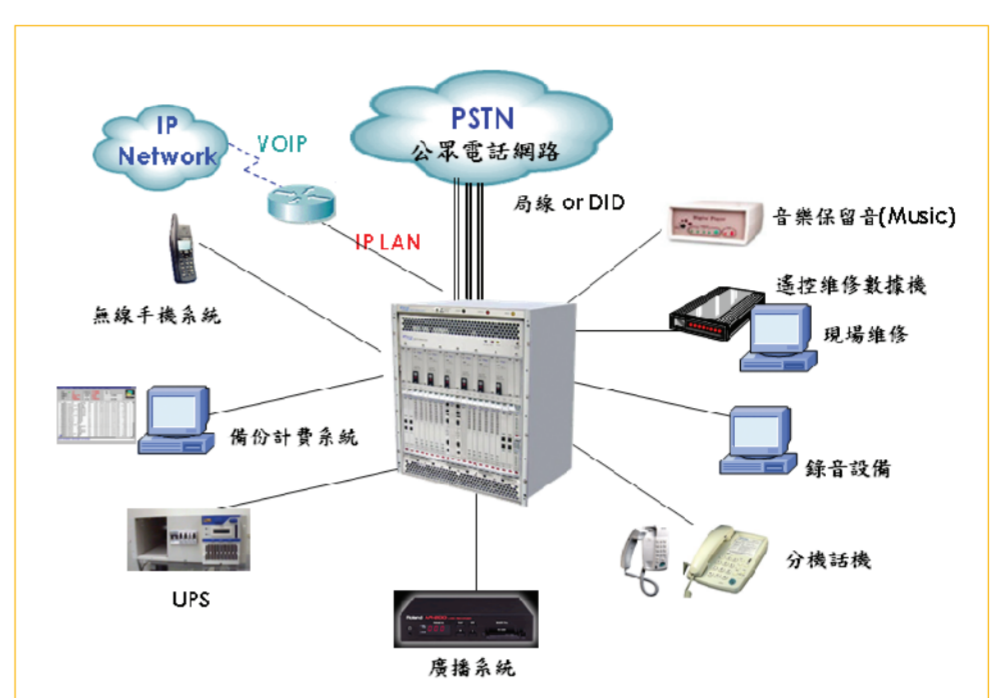 IP
Network
VOIP
PSTN
公眾電話網路
局線 or DID
IP LAN
音樂保留音(Music)
遙控維修數據機
現場維修
無線手機系統
備份計費系統
錄音設備
分機話機
UPS
Roland
廣播系統